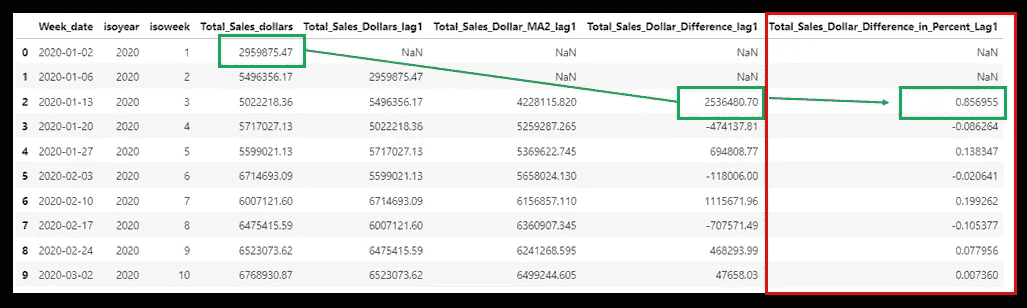 Week_date isoyear isoweek Total_Sales_dollars Total_Sales_Dollars_lag1 Total_Sales_Dollar_MA2_lag1 Total_Sales_Dollar_Difference_lag1 Total_Sales_Dollar_Difference_in_Percent_Lag1
0 2020-01-02 2020 1 2959875.47 NaN NaN NaN NaN
1 2020-01-06 2020 2 5496356.17 2959875.47 NaN NaN NaN
2 2020-01-13 2020 3 5022218.36 5496356.17 4228115.820 2536480.70 0.856955
3 2020-01-20 2020 4 5717027.13 5022218.36 5259287.265 -474137.81 -0.086264
4 2020-01-27 2020 5 5599021.13 5717027.13 5369622.745 694808.77 0.138347
5 2020-02-03 2020 6 6714693.09 5599021.13 5658024.130 -118006.00 -0.020641
6 2020-02-10 2020 7 6007121.60 6714693.09 6156857.110 1115671.96 0.199262
7 2020-02-17 2020 8 6475415.59 6007121.60 6360907.345 -707571.49 -0.105377
8 2020-02-24 2020 9 6523073.62 6475415.59 6241268.595 468293.99 0.077956
9 2020-03-02 2020 10 6768930.87 6523073.62 6499244.605 47658.03 0.007360